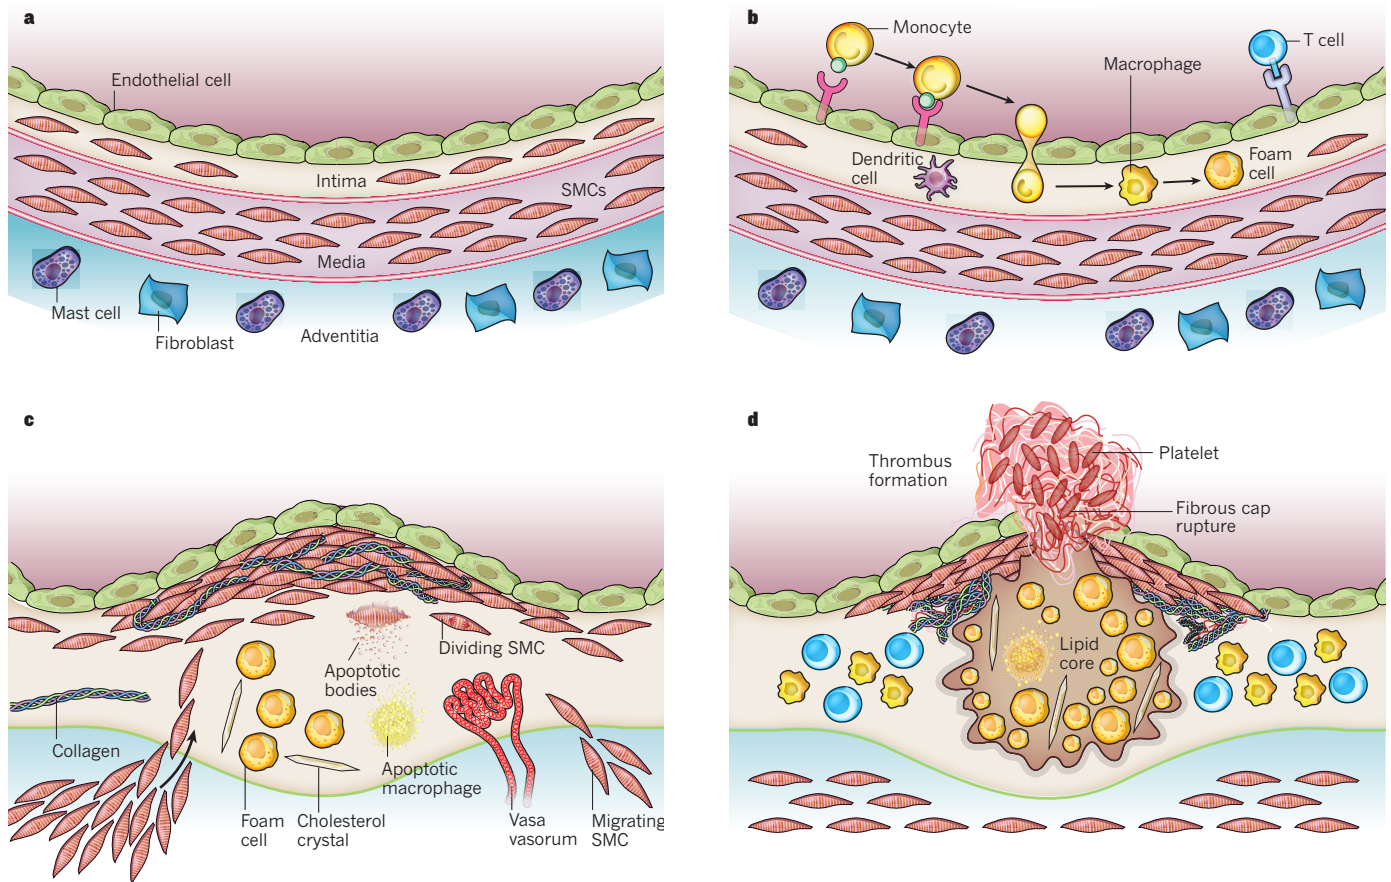 a
Endothelial cell
Intima
SMCs
Media
Mast cell
Fibroblast
Adventitia
b
Monocyte
T cell
Macrophage
Dendritic
cell
Foam
cell
c
Dividing SMC
Apoptotic
bodies
Collagen
Apoptotic
macrophage
Foam
cell
Cholesterol
crystal
Vasa
vasorum
Migrating
SMC
d
Thrombus
formation
Platelet
Fibrous cap
rupture
Lipid
core